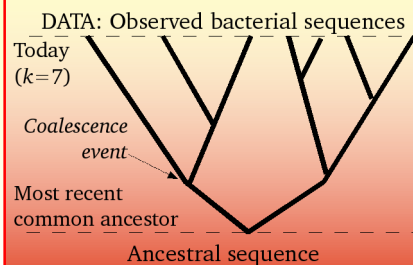 DATA: Observed bacterial sequences
Today
(k=7)
Coalescence
event
Most recent
common ancestor
Ancestral sequence